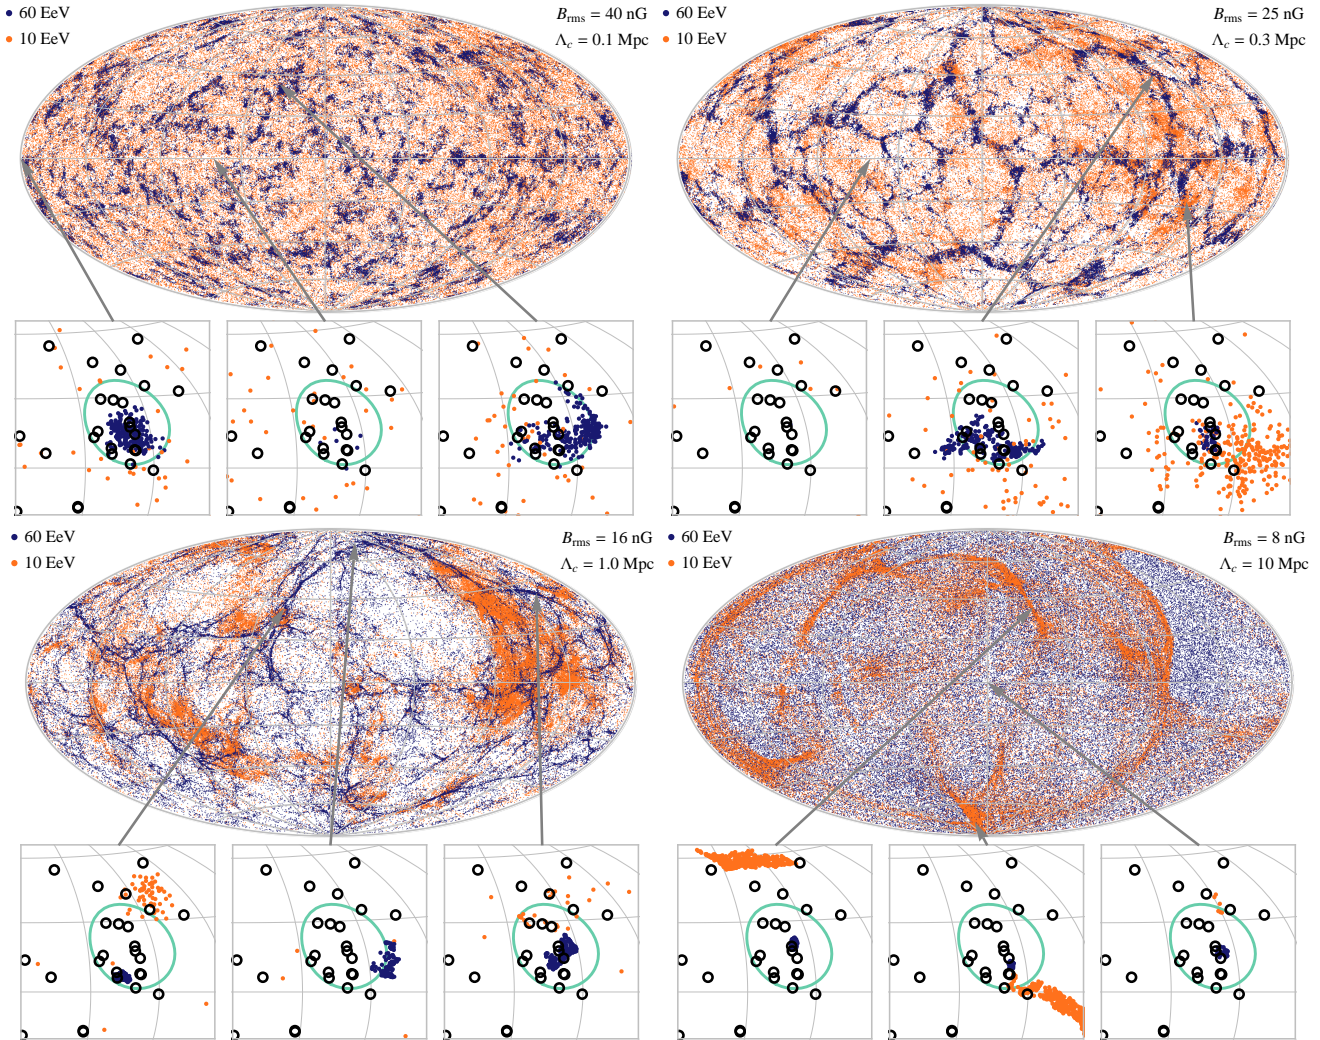 60 EeV
10 EeV
B_rms = 40 nG
Λ_c = 0.1 Mpc
60 EeV
10 EeV
B_rms = 25 nG
Λ_c = 0.3 Mpc
60 EeV
10 EeV
B_rms = 16 nG
Λ_c = 1.0 Mpc
60 EeV
10 EeV
B_rms = 8 nG
Λ_c = 10 Mpc